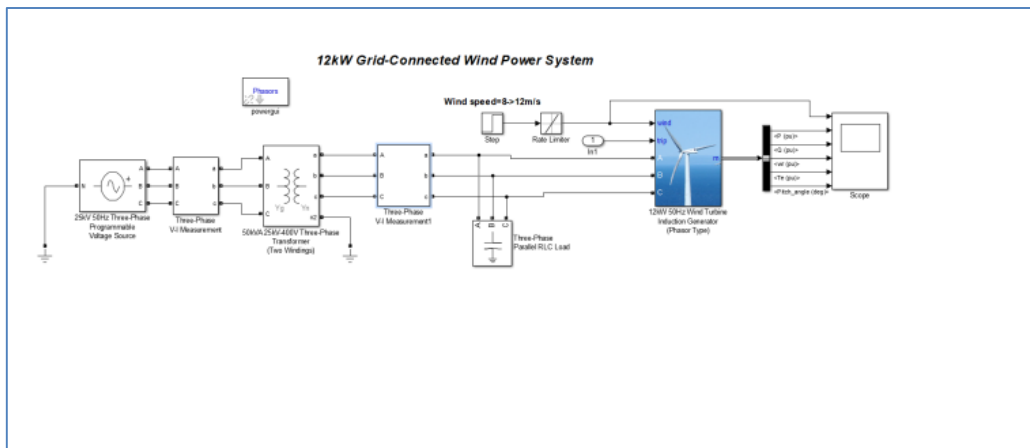 12kW Grid-Connected Wind Power System
Phasors
powergui
Wind speed=8->12m/s
Step
Rate Limiter
1
In1
wind
trip
A
B
C
m
12kW 50Hz Wind Turbine
Induction Generator
(Phasor Type)
<P (pu)>
<Q (pu)>
<wr (pu)>
<Te (pu)>
<Pitch_angle (deg)>
Scope
N
A
B
C
25kV 50Hz Three-Phase
Programmable
Voltage Source
A
B
C
a
b
c
Three-Phase
V-I Measurement
A
B
C
Yg
Yn
a
b
c
n2
50kVA 25kV-400V Three-Phase
Transformer
(Two Windings)
A
B
C
a
b
c
Three-Phase
V-I Measurement1
A
B
C
Three-Phase
Parallel RLC Load